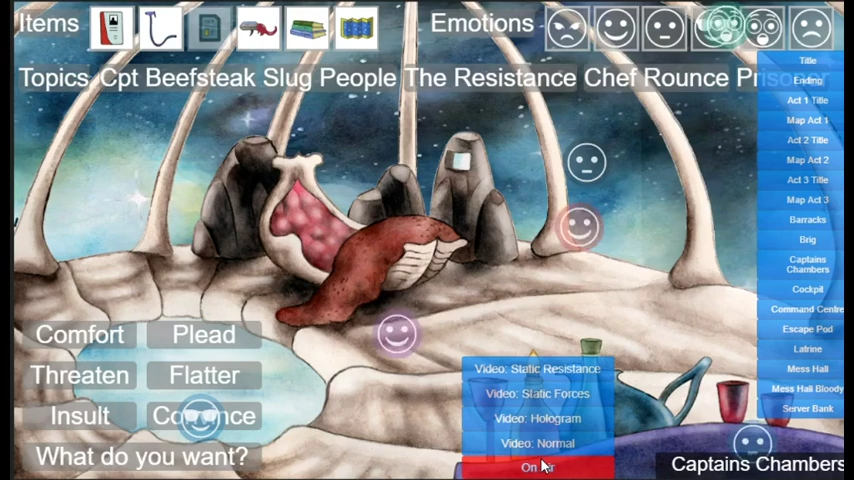 Items
Emotions
Topics Cpt Beefsteak Slug People The Resistance Chef Rounce
Title
Ending
Act 1 Title
Map Act 1
Act 2 Title
Map Act 2
Act 3 Title
Map Act 3
Barracks
Brig
Captains
Chambers
Cockpit
Command Centre
Escape Pod
Latrine
Mess Hall
Mess Hall Bloody
Server Bank
Comfort
Plead
Threaten
Flatter
Insult
What do you want?
Video: Static Resistance
Video: Static Forces
Video: Hologram
Video: Normal
Captains Chambers